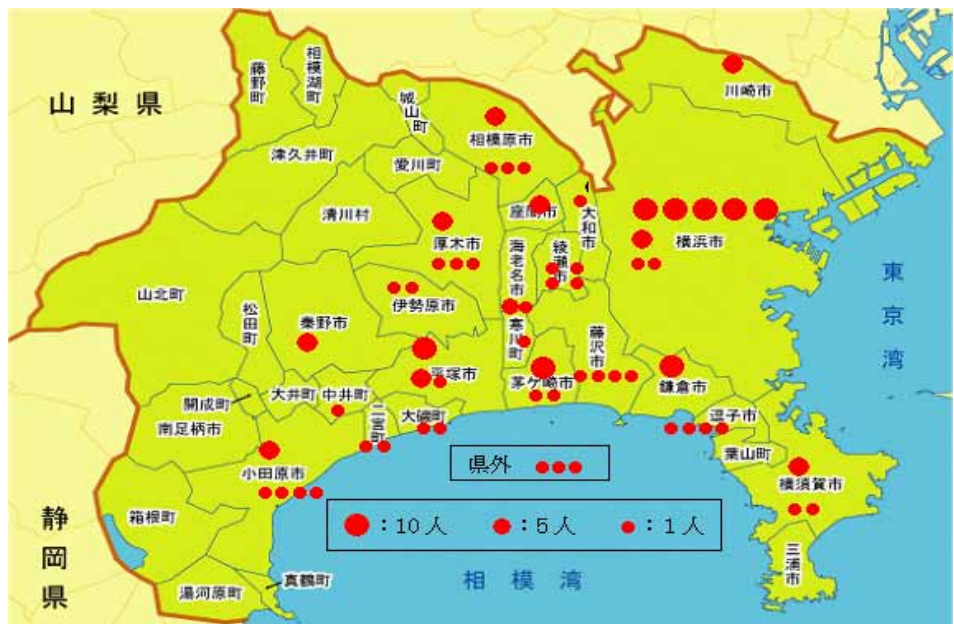 川崎市
相模湖町
藤野町
山梨県
城山町
相模原市
津久井町
愛川町
清川村
厚木市
座間市
大和市
海老名市
綾瀬市
横浜市
東京湾
山北町
松田町
秦野市
伊勢原市
寒川町
藤沢市
平塚市
茅ケ崎市
鎌倉市
開成町
大井町
中井町
二宮町
大磯町
逗子市
南足柄市
葉山町
小田原市
県外
横須賀市
箱根町
静岡県
:10人
:5人
:1人
三浦市
湯河原町
真鶴町
相模湾